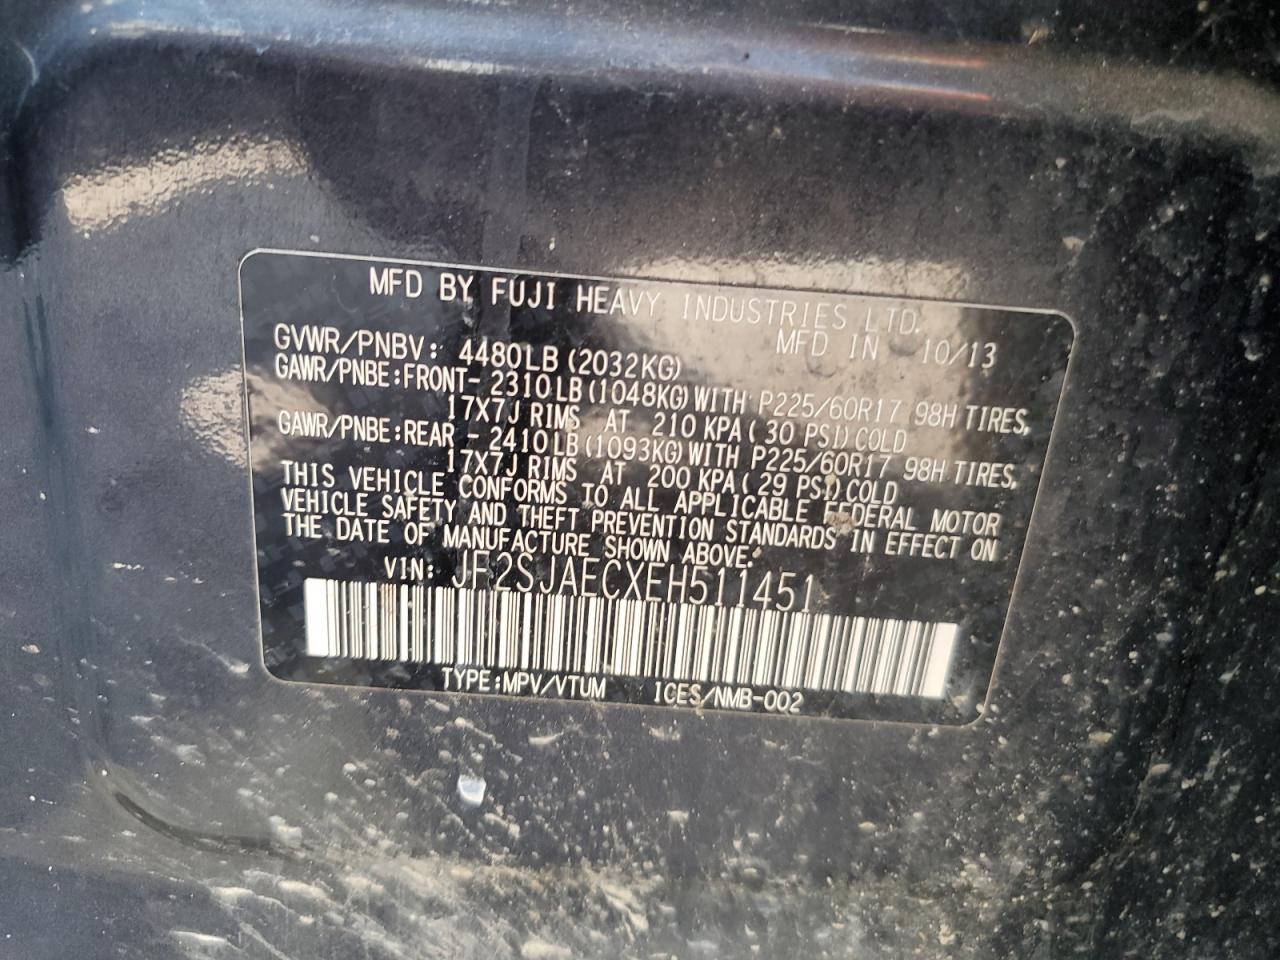 MFD BY FUJI HEAVY INDUSTRIES LTD.
MFD IN 10/13
GVWR/PNBV: 4480LB (2032KG)
GAWR/PNBE:FRONT- 2310LB(1048KG) WITH P225/60R17 98H TIRES,
17X7J RIMS AT 210 KPA( 30 PSI) COLD
GAWR/PNBE:REAR - 2410LB(1093KG) WITH P225/60R17 98H TIRES,
17X7J RIMS AT 200 KPA( 29 PSI) COLD
THIS VEHICLE CONFORMS TO ALL APPLICABLE FEDERAL MOTOR
VEHICLE SAFETY AND THEFT PREVENTION STANDARDS IN EFFECT ON
THE DATE OF MANUFACTURE SHOWN ABOVE.
VIN: JF2SJAECXEH511451
TYPE:MPV/VTUM ICES/NMB-002